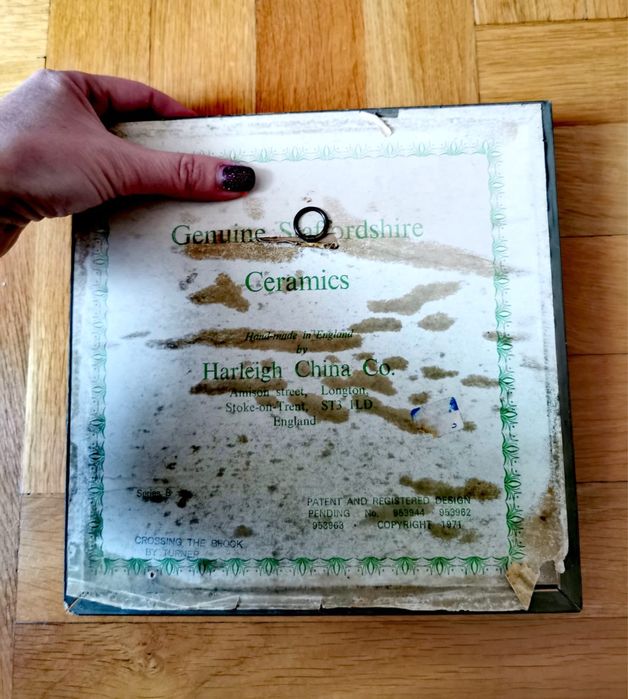 Genuine Staffordshire
Ceramics
Hand-made in England
by
Harleigh China Co.
Amison street, Longton,
Stoke-on-Trent, ST3 1LD
England
Series B
PATENT AND REGISTERED DESIGN
PENDING No. 953944 · 953962
953963 · COPYRIGHT 1971
CROSSING THE BROOK
BY TURNER